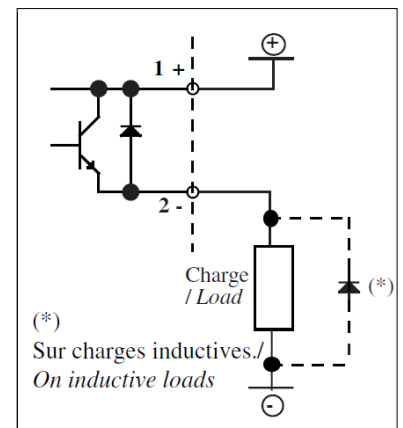 +
1 +
2 -
Charge
/ Load
(*)
(*)
Sur charges inductives./
On inductive loads
-